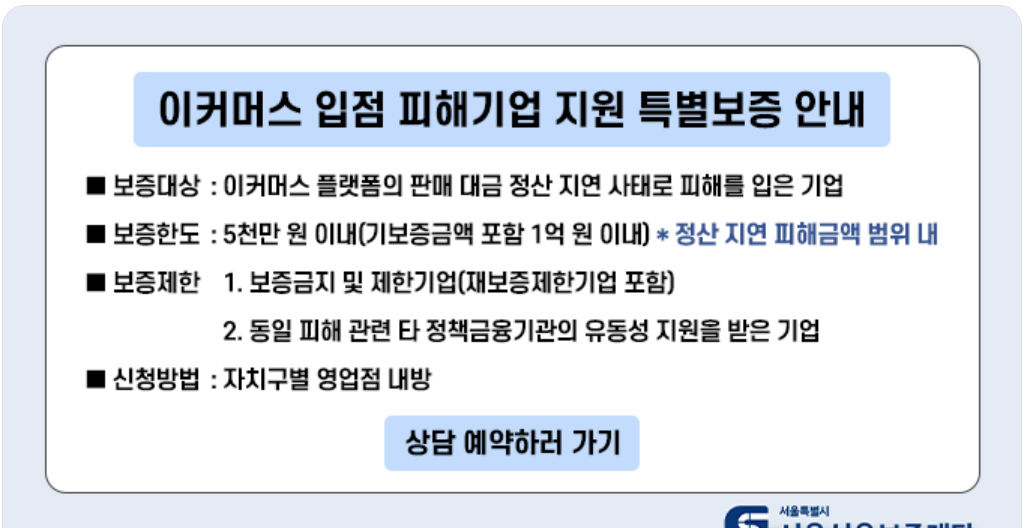 이커머스 입점 피해기업 지원 특별보증 안내
■ 보증대상 : 이커머스 플랫폼의 판매 대금 정산 지연 사태로 피해를 입은 기업
■ 보증한도 : 5천만 원 이내(기보증금액 포함 1억 원 이내) * 정산 지연 피해금액 범위 내
■ 보증제한 1. 보증금지 및 제한기업(재보증제한기업 포함)
2. 동일 피해 관련 타 정책금융기관의 유동성 지원을 받은 기업
■ 신청방법 : 자치구별 영업점 내방
상담 예약하러 가기
서울특별시